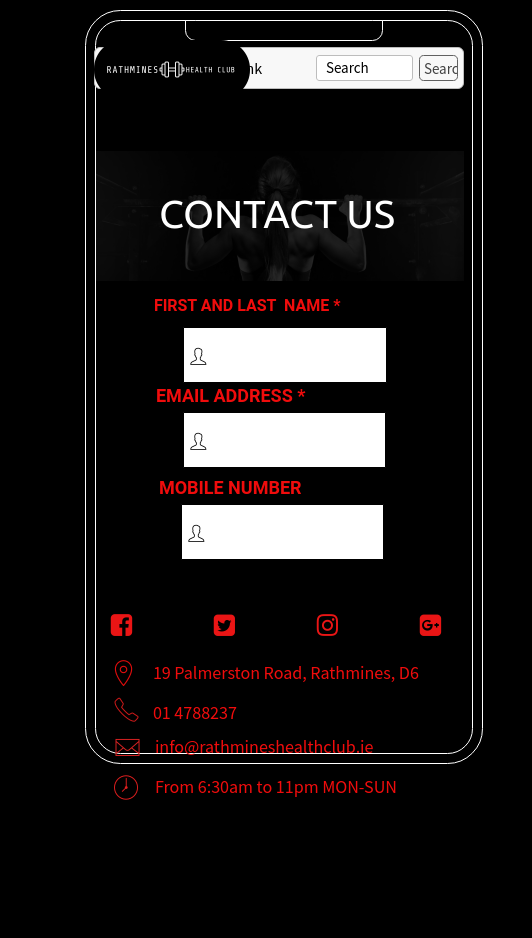 RATHMINES HEALTH CLUB
nk
Search
Searc
CONTACT US
FIRST AND LAST NAME *
EMAIL ADDRESS *
MOBILE NUMBER
19 Palmerston Road, Rathmines, D6
01 4788237
info@rathmineshealthclub.ie
From 6:30am to 11pm MON-SUN